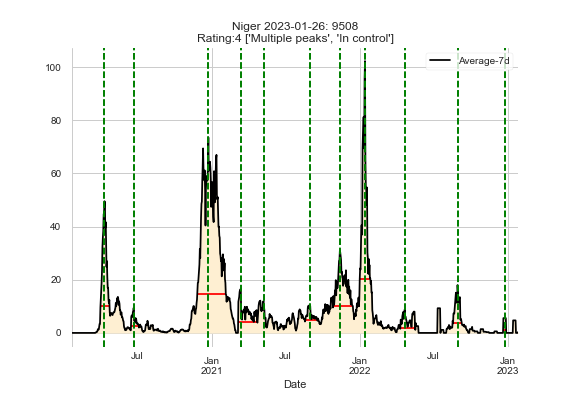 Niger 2023-01-26: 9508
Rating:4 ['Multiple peaks', 'In control']
Average-7d
100
80
60
40
20
0
Jul
Jan
2021
Jul
Jan
2022
Jul
Jan
2023
Date